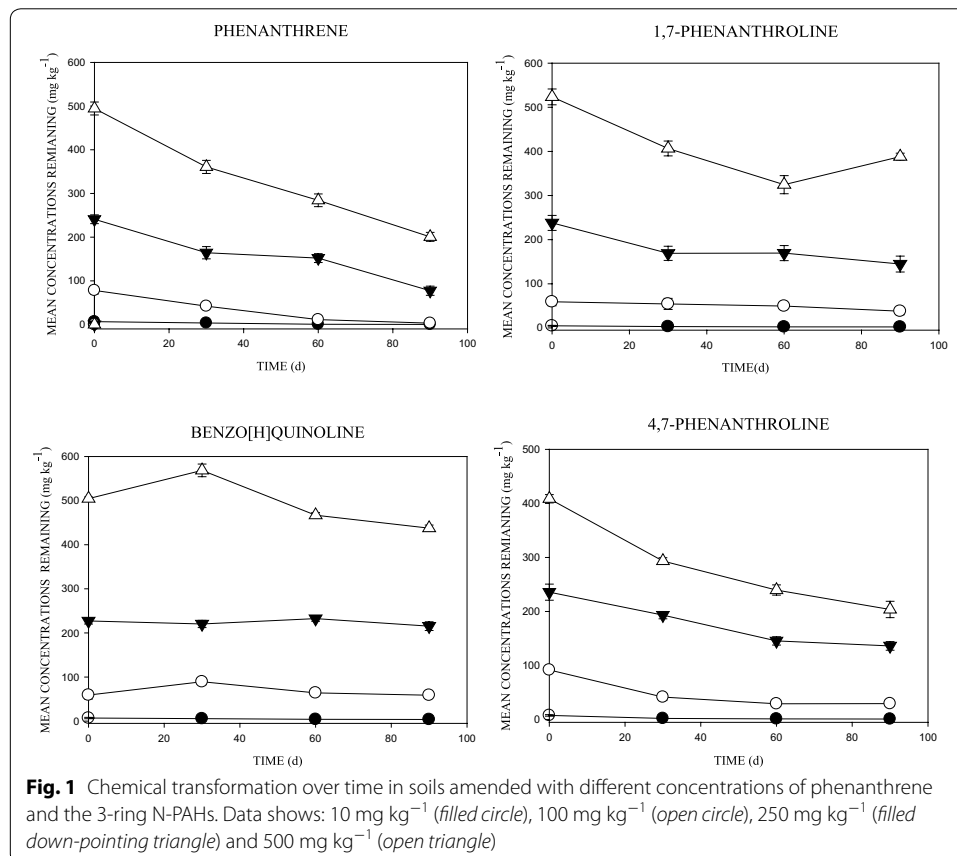 PHENANTHRENE
MEAN CONCENTRATIONS REMIANING (mg kg-1)
600
500
400
300
200
100
0
0 20 40 60 80 100
TIME (d)
1,7-PHENANTHROLINE
MEAN CONCENTRATIONS REMAINING (mg kg-1)
600
500
400
300
200
100
0
0 20 40 60 80 100
TIME(d)
BENZO[H]QUINOLINE
MEAN CONCENTRATIONS REMAINING (mg kg-1)
600
500
400
300
200
100
0
0 20 40 60 80 100
TIME (d)
4,7-PHENANTHROLINE
MEAN CONCENTRATIONS REMIANING (mg kg-1)
500
400
300
200
100
0
0 20 40 60 80 100
TIME (d)
Fig. 1 Chemical transformation over time in soils amended with different concentrations of phenanthrene
and the 3-ring N-PAHs. Data shows: 10 mg kg−1 (filled circle), 100 mg kg−1 (open circle), 250 mg kg−1 (filled
down-pointing triangle) and 500 mg kg−1 (open triangle)